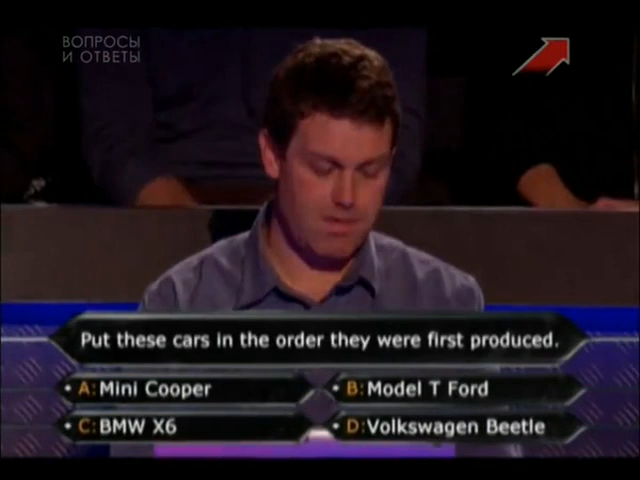 ВОПРОСЫ
И ОТВЕТЫ
Put these cars in the order they were first produced.
A: Mini Cooper
B: Model T Ford
C: BMW X6
D: Volkswagen Beetle